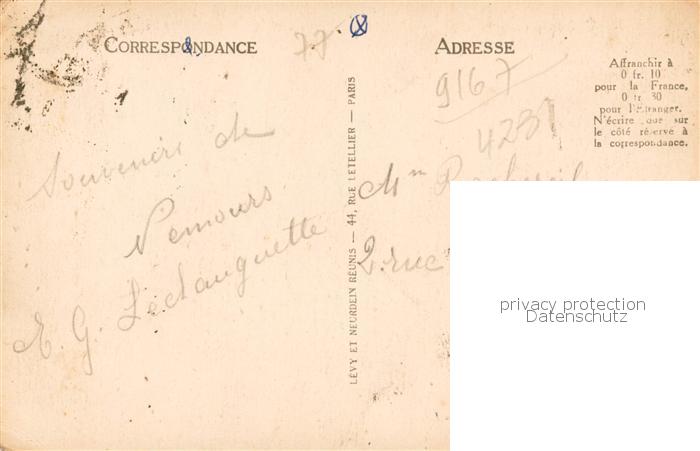 CORRESPONDANCE
77
ADRESSE
9167
4231
Affranchir à
0 fr. 10
pour la France,
0 fr 30
pour l'étranger.
N'écrire que sur
le côté réservé à
la correspondance.
Souvenirs de
Nemours
E. G.
LÉVY ET NEURDEIN RÉUNIS — 44, RUE LETELLIER — PARIS
Mme
2 rue
privacy protection
Datenschutz